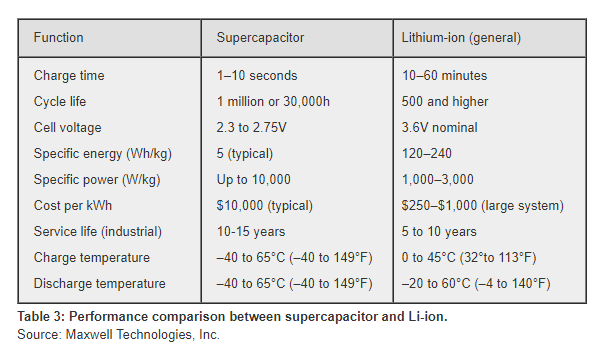 Function Supercapacitor Lithium-ion (general)
Charge time 1–10 seconds 10–60 minutes
Cycle life 1 million or 30,000h 500 and higher
Cell voltage 2.3 to 2.75V 3.6V nominal
Specific energy (Wh/kg) 5 (typical) 120–240
Specific power (W/kg) Up to 10,000 1,000–3,000
Cost per kWh $10,000 (typical) $250–$1,000 (large system)
Service life (industrial) 10-15 years 5 to 10 years
Charge temperature –40 to 65°C (–40 to 149°F) 0 to 45°C (32°to 113°F)
Discharge temperature –40 to 65°C (–40 to 149°F) –20 to 60°C (–4 to 140°F)
Table 3: Performance comparison between supercapacitor and Li-ion.
Source: Maxwell Technologies, Inc.